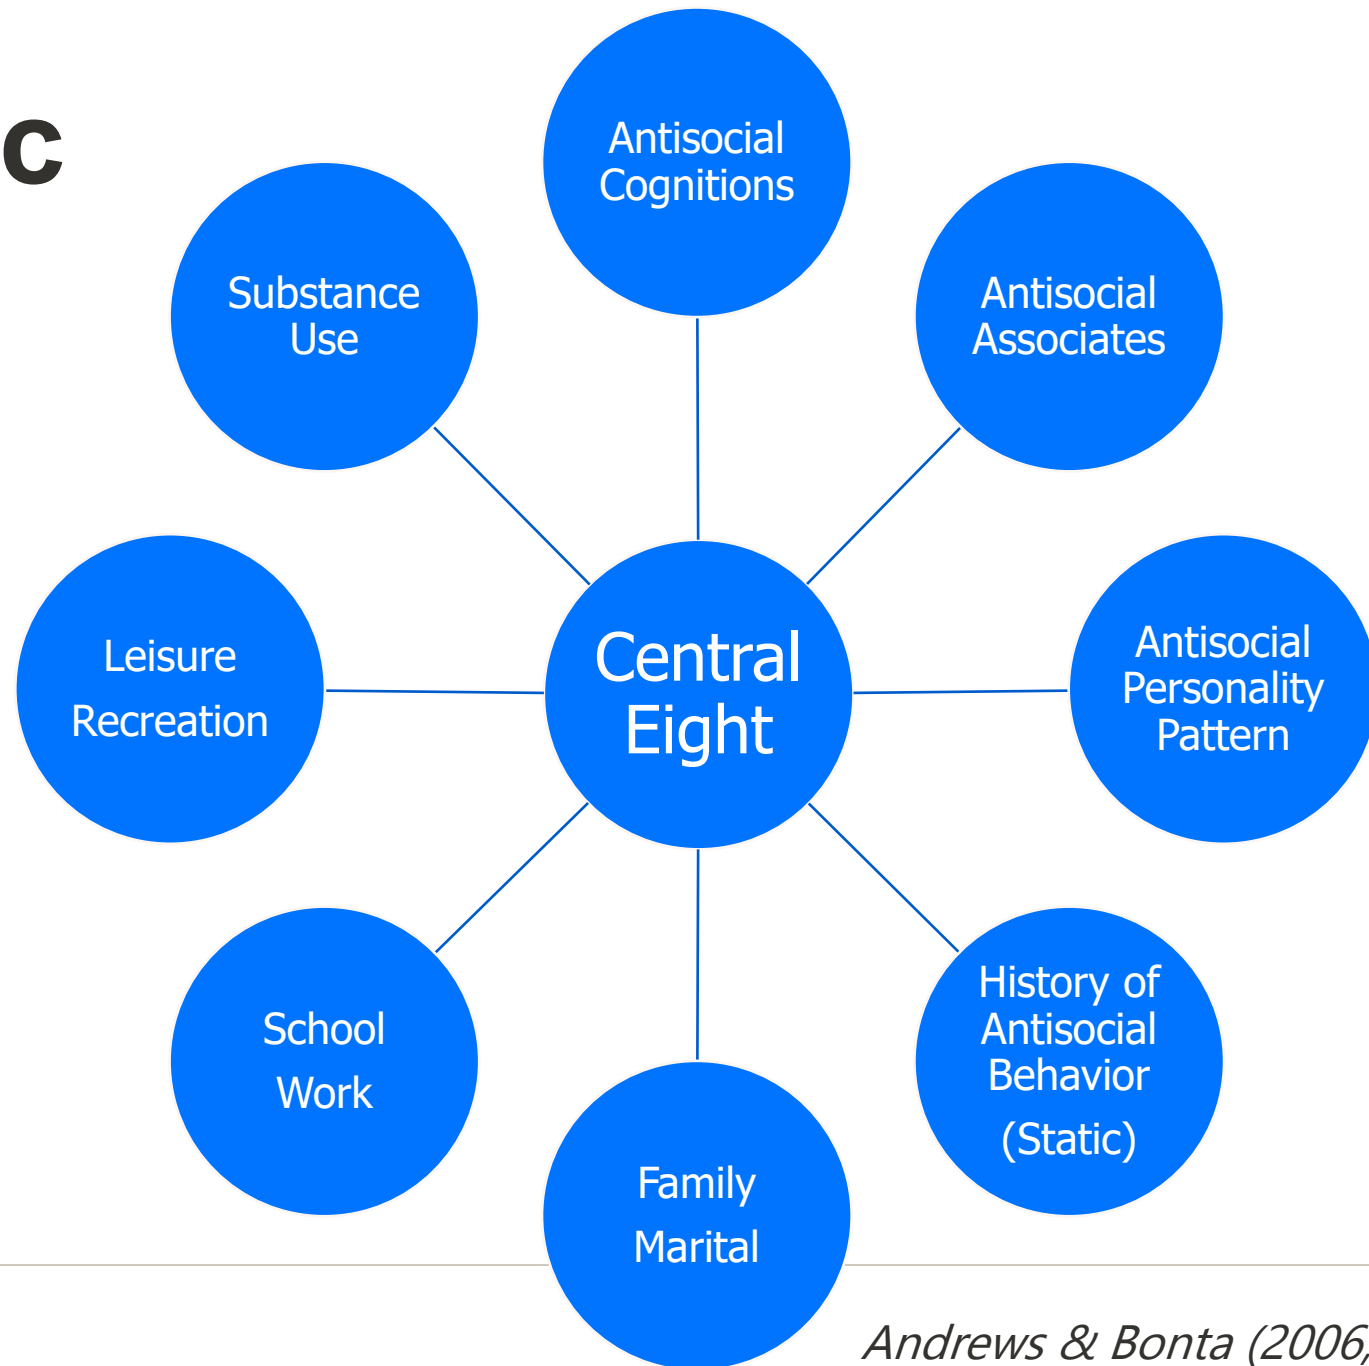 c
Antisocial
Cognitions
Antisocial
Associates
Antisocial
Personality
Pattern
History of
Antisocial
Behavior
(Static)
Family
Marital
School
Work
Leisure
Recreation
Substance
Use
Central
Eight
Andrews & Bonta (2006)